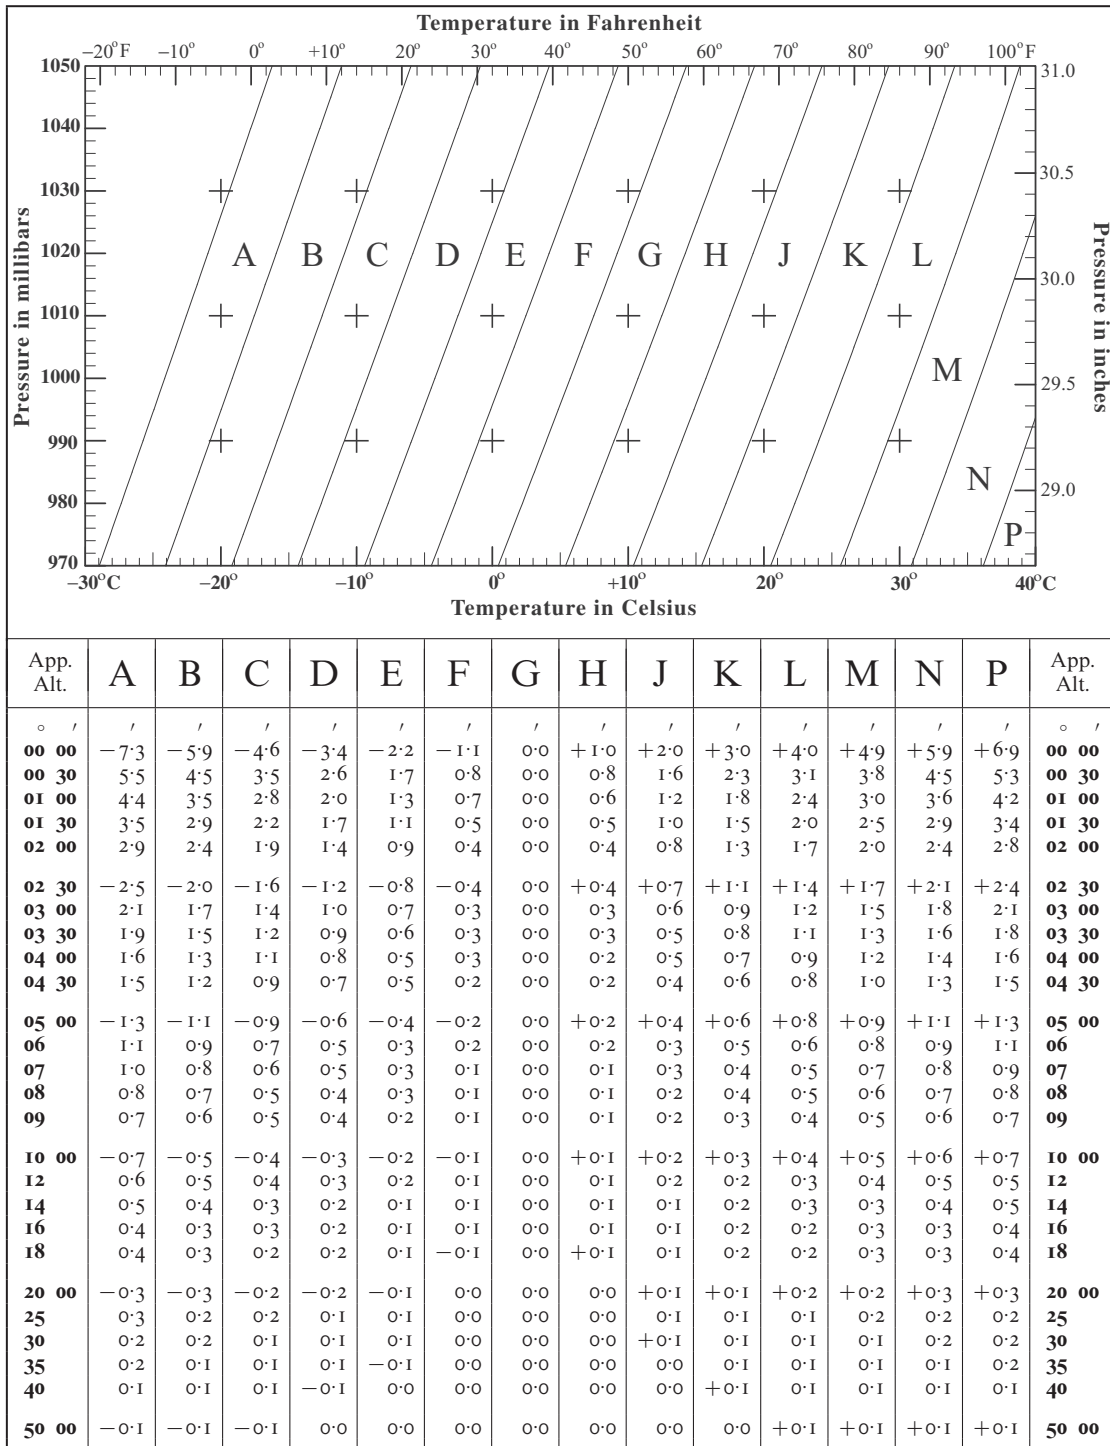 Temperature in Fahrenheit
–20°F –10° 0° +10° 20° 30° 40° 50° 60° 70° 80° 90° 100°F
1050 31.0
1040
30.5
1030
1020
A B C D E F G H J K L
30.0
1010
1000
M
29.5
990
N
29.0
980
P
970
Pressure in millibars
Pressure in inches
–30°C –20° –10° 0° +10° 20° 30° 40°C
Temperature in Celsius
App. Alt. A B C D E F G H J K L M N P App. Alt.
° ′ ′ ′ ′ ′ ′ ′ ′ ′ ′ ′ ′ ′ ′ ′ ° ′
00 00 −7·3 −5·9 −4·6 −3·4 −2·2 −1·1 0·0 +1·0 +2·0 +3·0 +4·0 +4·9 +5·9 +6·9 00 00
00 30 5·5 4·5 3·5 2·6 1·7 0·8 0·0 0·8 1·6 2·3 3·1 3·8 4·5 5·3 00 30
01 00 4·4 3·5 2·8 2·0 1·3 0·7 0·0 0·6 1·2 1·8 2·4 3·0 3·6 4·2 01 00
01 30 3·5 2·9 2·2 1·7 1·1 0·5 0·0 0·5 1·0 1·5 2·0 2·5 2·9 3·4 01 30
02 00 2·9 2·4 1·9 1·4 0·9 0·4 0·0 0·4 0·8 1·3 1·7 2·0 2·4 2·8 02 00
02 30 −2·5 −2·0 −1·6 −1·2 −0·8 −0·4 0·0 +0·4 +0·7 +1·1 +1·4 +1·7 +2·1 +2·4 02 30
03 00 2·1 1·7 1·4 1·0 0·7 0·3 0·0 0·3 0·6 0·9 1·2 1·5 1·8 2·1 03 00
03 30 1·9 1·5 1·2 0·9 0·6 0·3 0·0 0·3 0·5 0·8 1·1 1·3 1·6 1·8 03 30
04 00 1·6 1·3 1·1 0·8 0·5 0·3 0·0 0·2 0·5 0·7 0·9 1·2 1·4 1·6 04 00
04 30 1·5 1·2 0·9 0·7 0·5 0·2 0·0 0·2 0·4 0·6 0·8 1·0 1·3 1·5 04 30
05 00 −1·3 −1·1 −0·9 −0·6 −0·4 −0·2 0·0 +0·2 +0·4 +0·6 +0·8 +0·9 +1·1 +1·3 05 00
06 1·1 0·9 0·7 0·5 0·3 0·2 0·0 0·2 0·3 0·5 0·6 0·8 0·9 1·1 06
07 1·0 0·8 0·6 0·5 0·3 0·1 0·0 0·1 0·3 0·4 0·5 0·7 0·8 0·9 07
08 0·8 0·7 0·5 0·4 0·3 0·1 0·0 0·1 0·2 0·4 0·5 0·6 0·7 0·8 08
09 0·7 0·6 0·5 0·4 0·2 0·1 0·0 0·1 0·2 0·3 0·4 0·5 0·6 0·7 09
10 00 −0·7 −0·5 −0·4 −0·3 −0·2 −0·1 0·0 +0·1 +0·2 +0·3 +0·4 +0·5 +0·6 +0·7 10 00
12 0·6 0·5 0·4 0·3 0·2 0·1 0·0 0·1 0·2 0·2 0·3 0·4 0·5 0·5 12
14 0·5 0·4 0·3 0·2 0·1 0·1 0·0 0·1 0·1 0·2 0·3 0·3 0·4 0·5 14
16 0·4 0·3 0·3 0·2 0·1 0·1 0·0 0·1 0·1 0·2 0·2 0·3 0·3 0·4 16
18 0·4 0·3 0·2 0·2 0·1 −0·1 0·0 +0·1 0·1 0·2 0·2 0·3 0·3 0·4 18
20 00 −0·3 −0·3 −0·2 −0·2 −0·1 0·0 0·0 0·0 +0·1 +0·1 +0·2 +0·2 +0·3 +0·3 20 00
25 0·3 0·2 0·2 0·1 0·1 0·0 0·0 0·0 0·1 0·1 0·1 0·2 0·2 0·2 25
30 0·2 0·2 0·1 0·1 0·1 0·0 0·0 0·0 +0·1 0·1 0·1 0·1 0·2 0·2 30
35 0·2 0·1 0·1 0·1 −0·1 0·0 0·0 0·0 0·0 0·1 0·1 0·1 0·1 0·2 35
40 0·1 0·1 0·1 −0·1 0·0 0·0 0·0 0·0 0·0 +0·1 0·1 0·1 0·1 0·1 40
50 00 −0·1 −0·1 −0·1 0·0 0·0 0·0 0·0 0·0 0·0 0·0 +0·1 +0·1 +0·1 +0·1 50 00